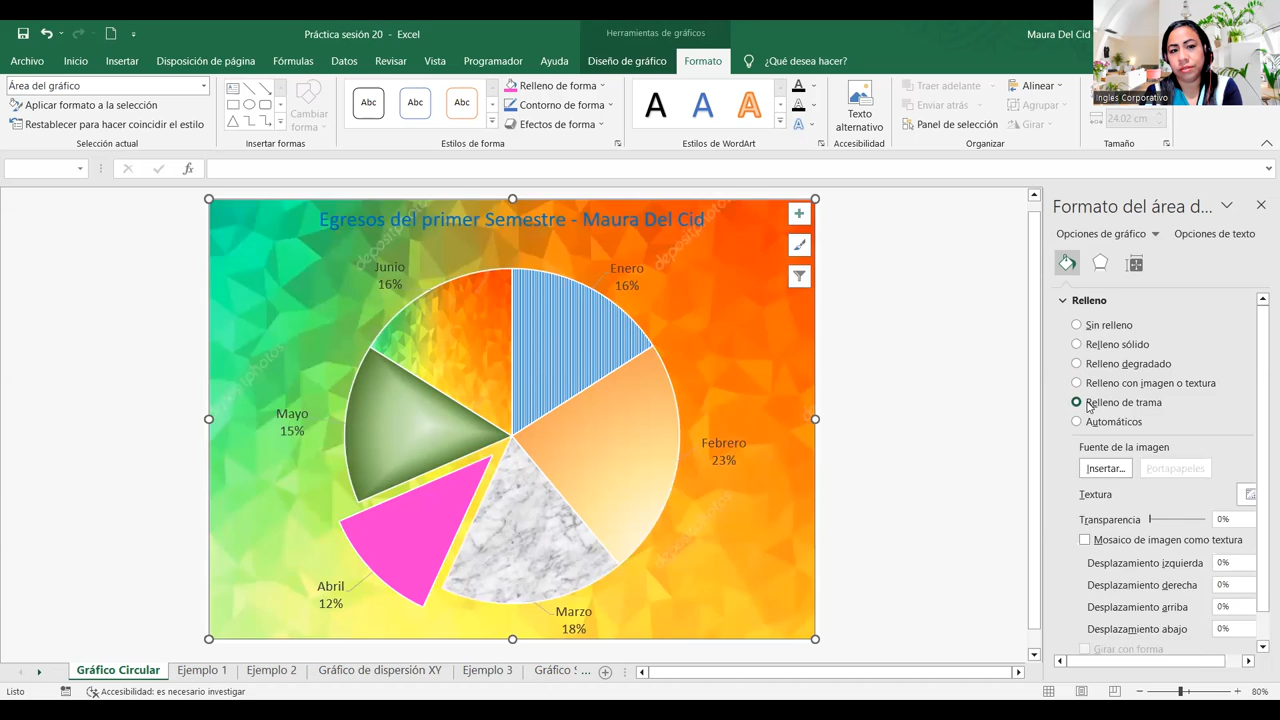 Práctica sesión 20 - Excel
Herramientas de gráficos
Maura Del Cid
Archivo Inicio Insertar Disposición de página Fórmulas Datos Revisar Vista Programador Ayuda Diseño de gráfico Formato ¿Qué desea hacer?
Ingles Corporativo
Área del gráfico
Aplicar formato a la selección
Restablecer para hacer coincidir el estilo
Selección actual
Cambiar forma
Insertar formas
Abc Abc Abc
Relleno de forma
Contorno de forma
Efectos de forma
Estilos de forma
A A A
Estilos de WordArt
Texto alternativo
Accesibilidad
Traer adelante
Enviar atrás
Panel de selección
Alinear
Agrupar
Girar
Organizar
24.02 cm
Tamaño
fx
Egresos del primer Semestre - Maura Del Cid
Junio
16%
Enero
16%
Mayo
15%
Febrero
23%
Abril
12%
Marzo
18%
depositphotos
depositphotos
depositphotos
depositphotos
Formato del área d...
Opciones de gráfico Opciones de texto
Relleno
Sin relleno
Relleno sólido
Relleno degradado
Relleno con imagen o textura
Relleno de trama
Automáticos
Fuente de la imagen
Insertar... Portapapeles
Textura
Transparencia 0%
Mosaico de imagen como textura
Desplazamiento izquierda 0%
Desplazamiento derecha 0%
Desplazamiento arriba 0%
Desplazamiento abajo 0%
Girar con forma
Gráfico Circular Ejemplo 1 Ejemplo 2 Gráfico de dispersión XY Ejemplo 3 Gráfico S ...
Listo Accesibilidad: es necesario investigar 80%